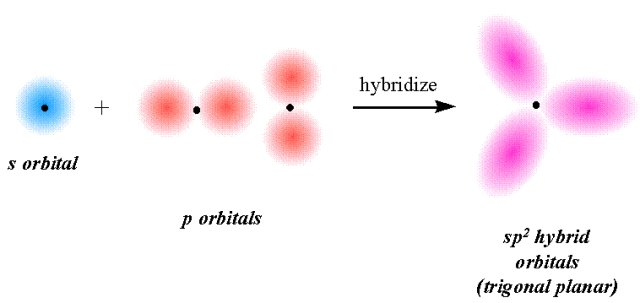 +
hybridize
s orbital
p orbitals
sp² hybrid
orbitals
(trigonal planar)